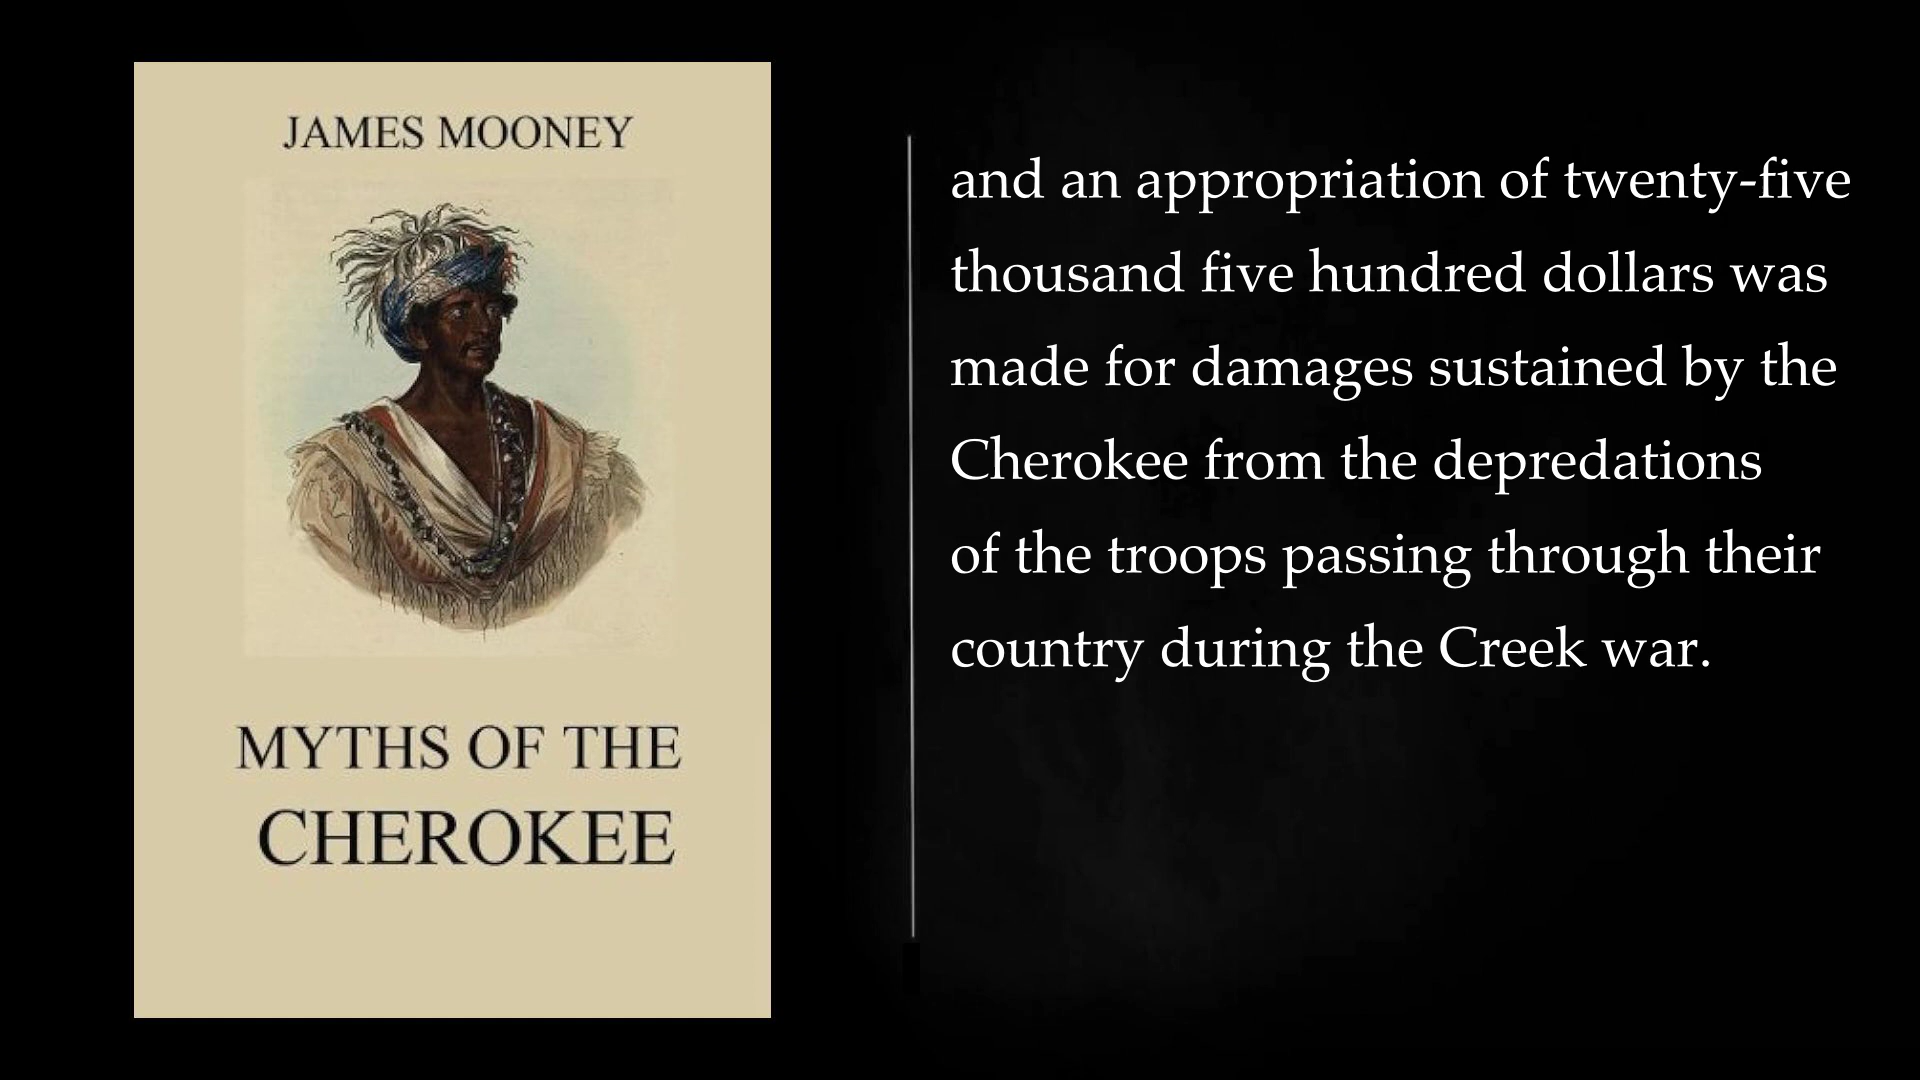 JAMES MOONEY
MYTHS OF THE
CHEROKEE
and an appropriation of twenty-five
thousand five hundred dollars was
made for damages sustained by the
Cherokee from the depredations
of the troops passing through their
country during the Creek war.